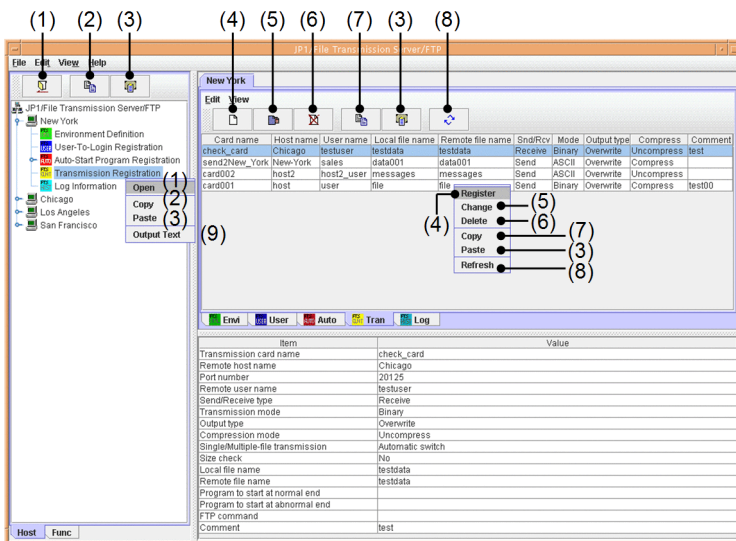 (1) (2) (3) (4) (5) (6) (7) (3) (8)
JP1/File Transmission Server/FTP
File Edit View Help
JP1/File Transmission Server/FTP
New York
Environment Definition
User-To-Login Registration
Auto-Start Program Registration
Transmission Registration
Log Information
Chicago
Los Angeles
San Francisco
Open (1)
Copy (2)
Paste (3)
Output Text (9)
Host Func
New York
Edit View
Card name Host name User name Local file name Remote file name Snd/Rcv Mode Output type Compress Comment
check_card Chicago testuser testdata testdata Receive Binary Overwrite Uncompress test
send2New_York New-York sales data001 data001 Send ASCII Overwrite Compress
card002 host2 host2_user messages messages Send ASCII Overwrite Compress
card001 host user file file Send Binary Overwrite Compress test00
Register (4)
Change (5)
Delete (6)
Copy (7)
Paste (3)
Refresh (8)
Envi User Auto Tran Log
Item Value
Transmission card name check_card
Remote host name Chicago
Port number 20125
Remote user name testuser
Send/Receive type Receive
Transmission mode Binary
Output type Overwrite
Compression mode Uncompress
Single/Multiple-file transmission Automatic switch
Size check No
Local file name testdata
Remote file name testdata
Program to start at normal end
Program to start at abnormal end
FTP command
Comment test